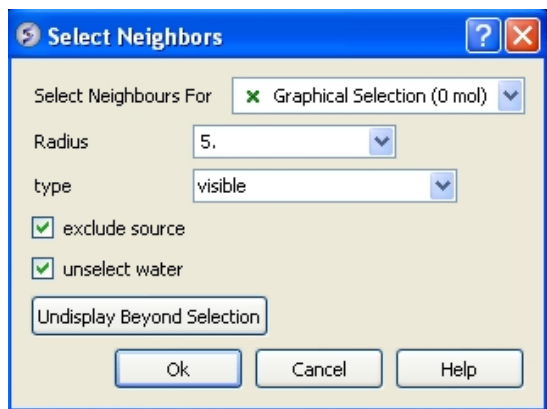 Select Neighbors
Select Neighbours For Graphical Selection (0 mol)
Radius 5.
type visible
exclude source
unselect water
Undisplay Beyond Selection
Ok Cancel Help